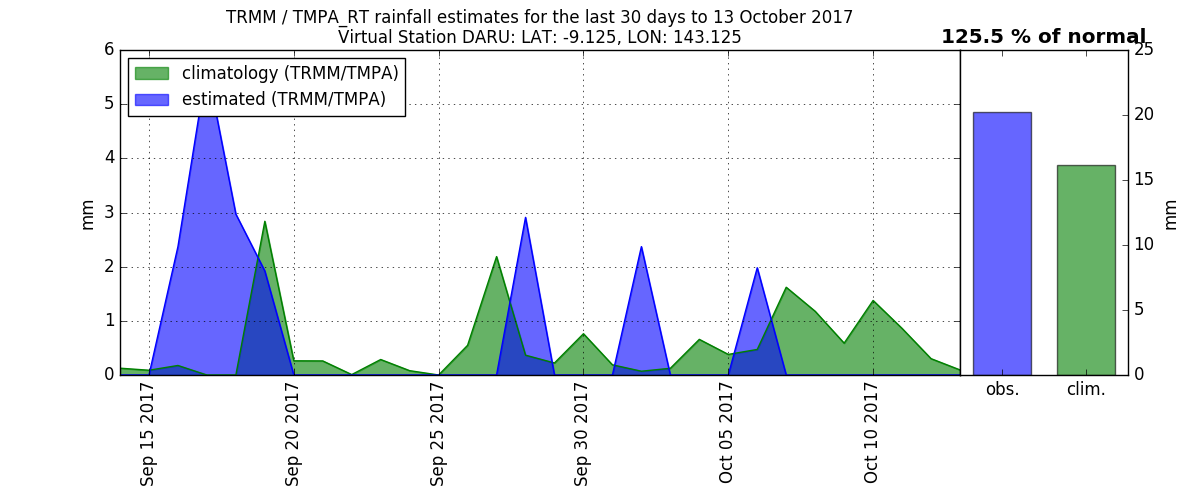 TRMM / TMPA_RT rainfall estimates for the last 30 days to 13 October 2017
Virtual Station DARU: LAT: -9.125, LON: 143.125
125.5 % of normal
climatology (TRMM/TMPA)
estimated (TRMM/TMPA)
6
5
4
3
2
1
0
mm
25
20
15
10
5
0
mm
obs.
clim.
Sep 15 2017
Sep 20 2017
Sep 25 2017
Sep 30 2017
Oct 05 2017
Oct 10 2017